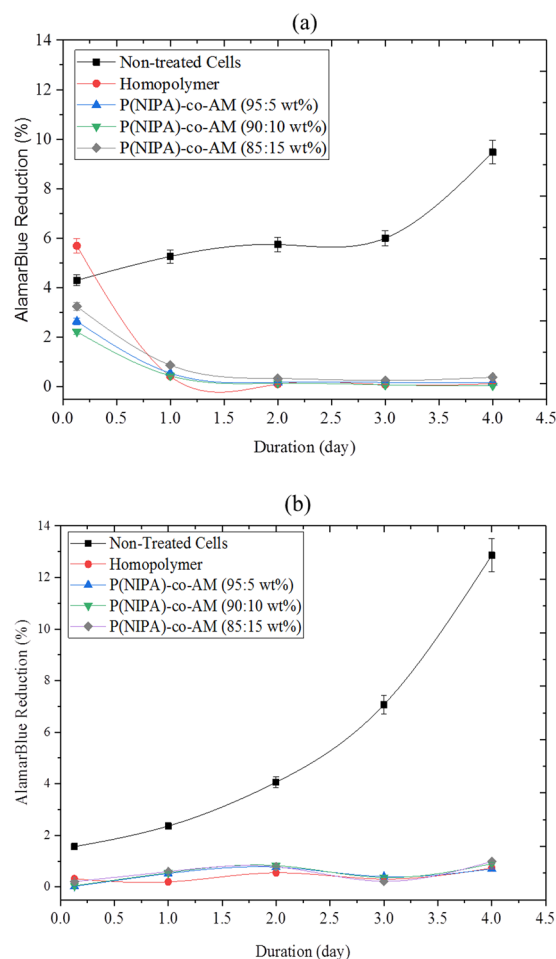 (a)
14
12
10
8
6
4
2
0
AlamarBlue Reduction (%)
Non-treated Cells
Homopolymer
P(NIPA)-co-AM (95:5 wt%)
P(NIPA)-co-AM (90:10 wt%)
P(NIPA)-co-AM (85:15 wt%)
0.0 0.5 1.0 1.5 2.0 2.5 3.0 3.5 4.0 4.5
Duration (day)
(b)
14
12
10
8
6
4
2
0
AlamarBlue Reduction (%)
Non-Treated Cells
Homopolymer
P(NIPA)-co-AM (95:5 wt%)
P(NIPA)-co-AM (90:10 wt%)
P(NIPA)-co-AM (85:15 wt%)
0.0 0.5 1.0 1.5 2.0 2.5 3.0 3.5 4.0 4.5
Duration (day)